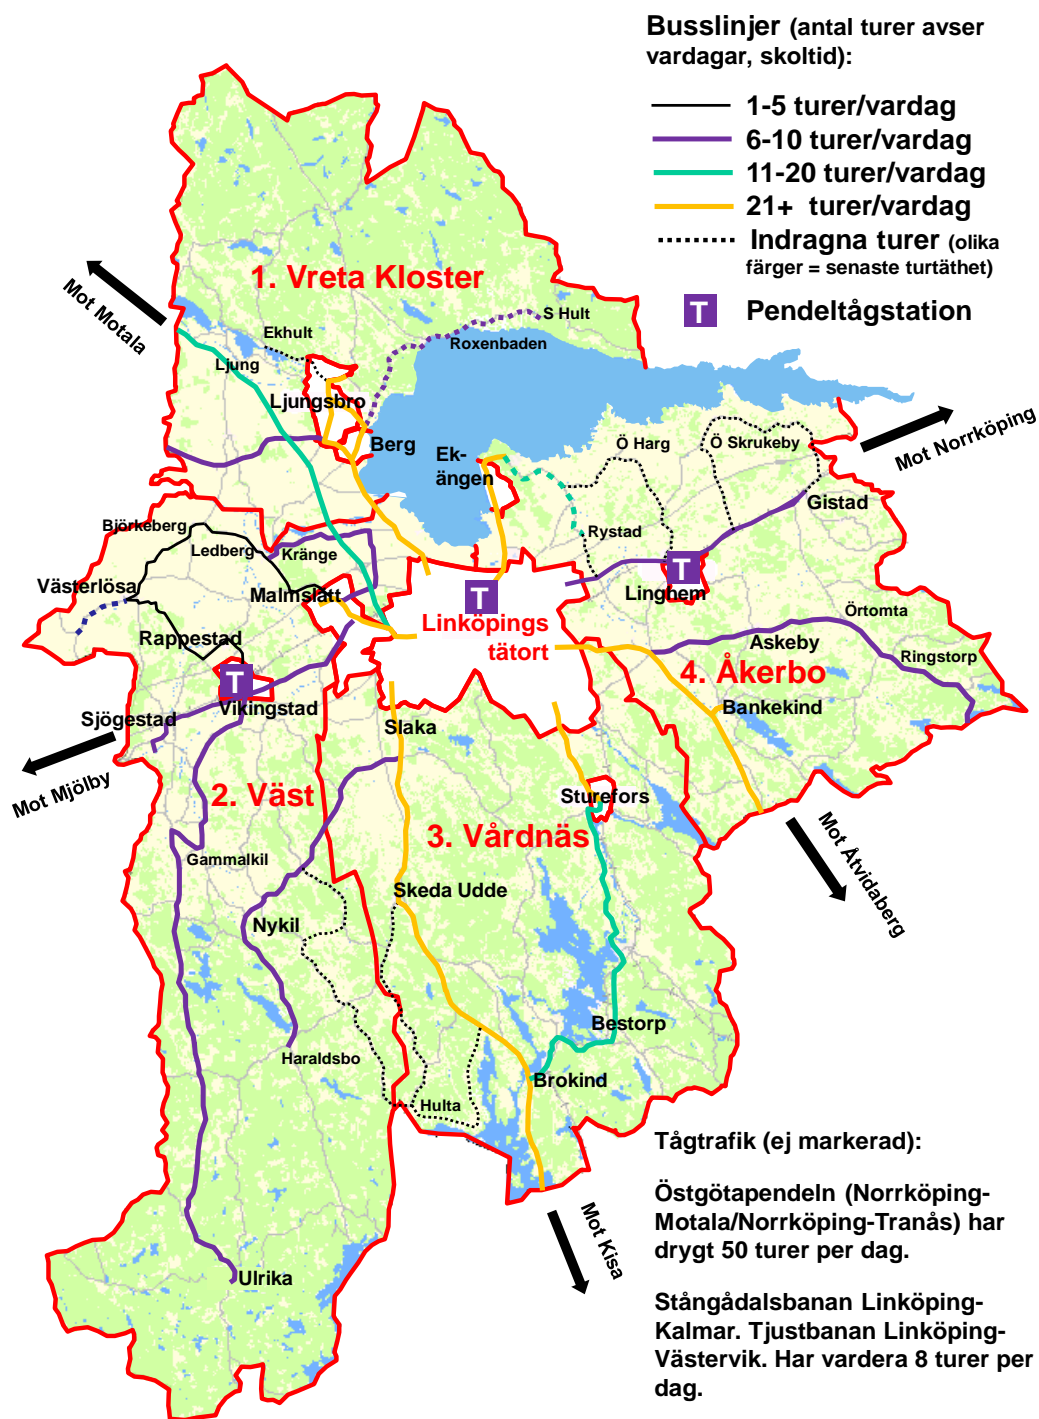 Busslinjer (antal turer avser
vardagar, skoltid):
1-5 turer/vardag
6-10 turer/vardag
11-20 turer/vardag
21+ turer/vardag
Indragna turer (olika
färger = senaste turtäthet)
T Pendeltågstation
1. Vreta Kloster
Mot Motala
S Hult
Ekhult
Roxenbaden
Ljung
Ljungsbro
Berg
Ek-
ängen
Ö Harg
Ö Skrukeby
Mot Norrköping
Gistad
Björkeberg
Ledberg
Kränge
Rystad
Västerlösa
Malmslätt
T
T
Linghem
Linköpings
tätort
Rappestad
Örtomta
Askeby
Ringstorp
4. Åkerbo
T
Vikingstad
Sjögestad
Slaka
Bankekind
Mot Mjölby
2. Väst
Sturefors
3. Vårdnäs
Mot Åtvidaberg
Gammalkil
Skeda Udde
Nykil
Bestorp
Haraldsbo
Brokind
Hulta
Mot Kisa
Ulrika
Tågtrafik (ej markerad):
Östgötapendeln (Norrköping-
Motala/Norrköping-Tranås) har
drygt 50 turer per dag.
Stångådalsbanan Linköping-
Kalmar. Tjustbanan Linköping-
Västervik. Har vardera 8 turer per
dag.